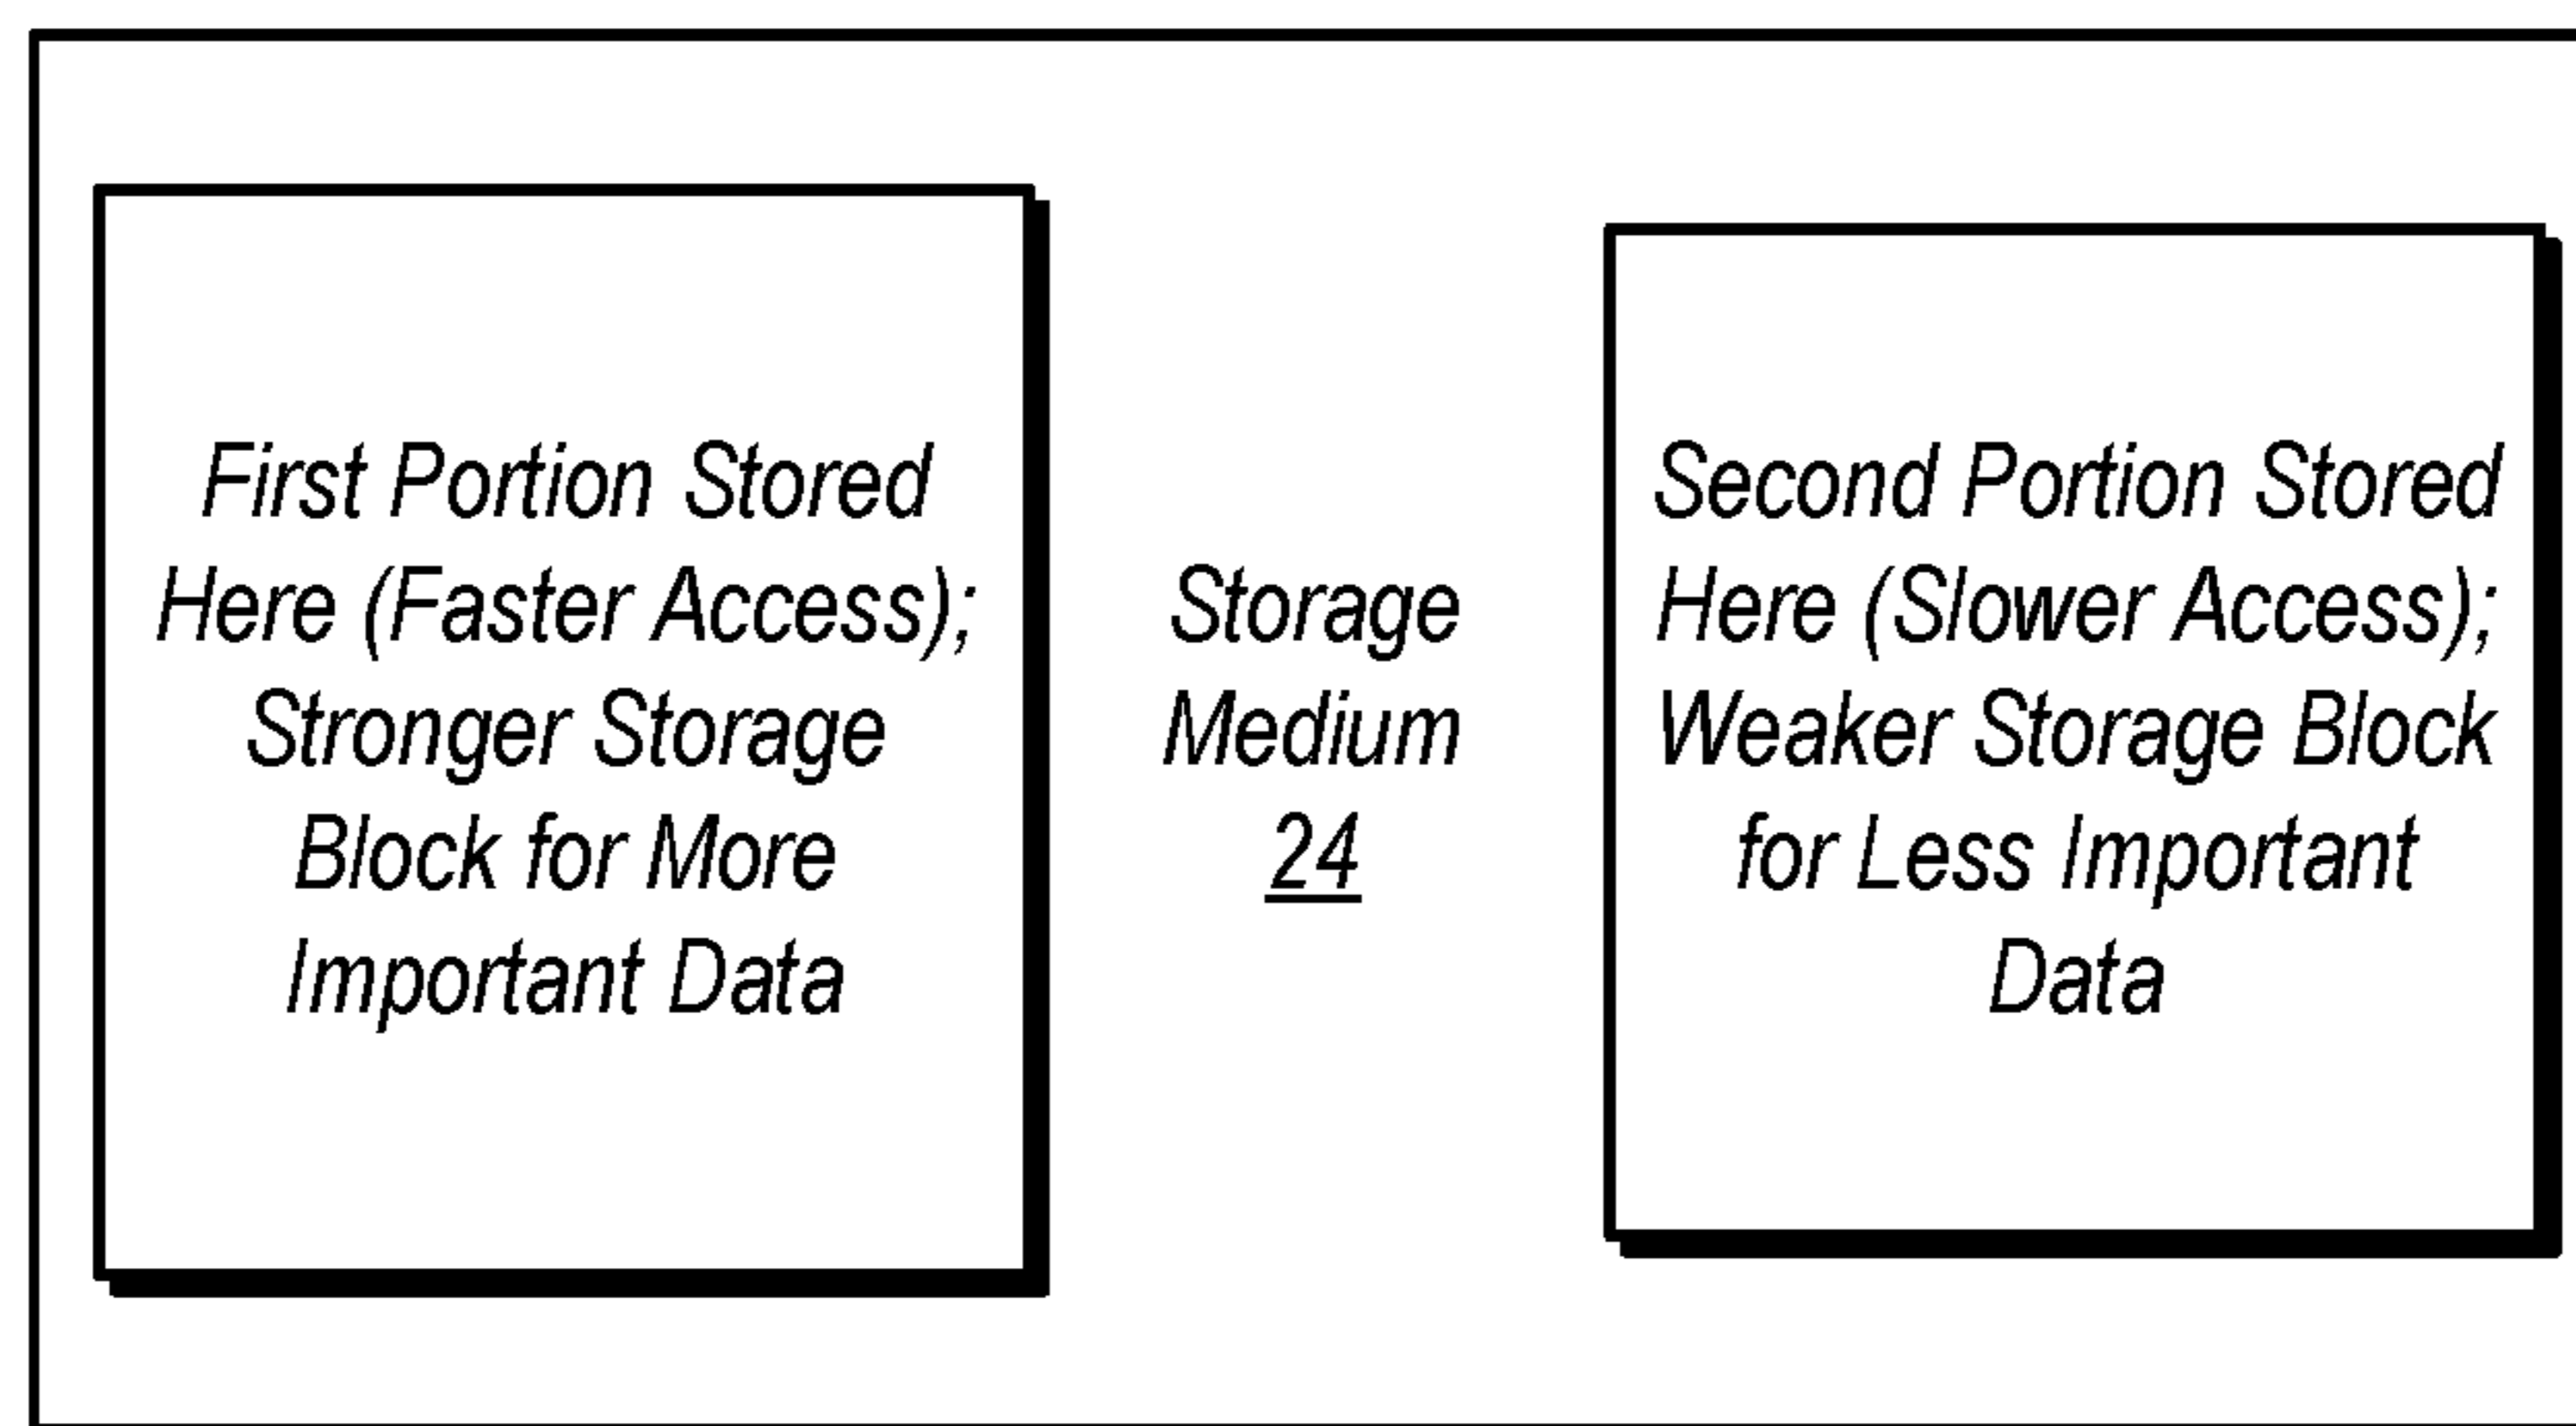 First Portion Stored
Here (Faster Access);
Stronger Storage
Block for More
Important Data
Storage
Medium
24
Second Portion Stored
Here (Slower Access);
Weaker Storage Block
for Less Important
Data